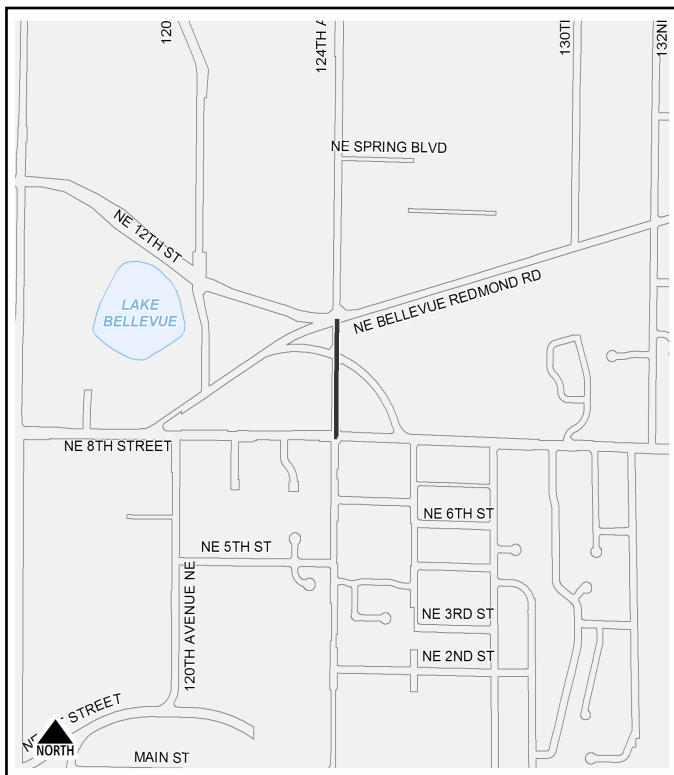 120
124TH A
130TH
132N
NE SPRING BLVD
NE 12TH ST
LAKE
BELLEVUE
NE BELLEVUE REDMOND RD
NE 8TH STREET
NE 6TH ST
NE 5TH ST
120TH AVENUE NE
NE 3RD ST
NE 2ND ST
STREET
NORTH
MAIN ST